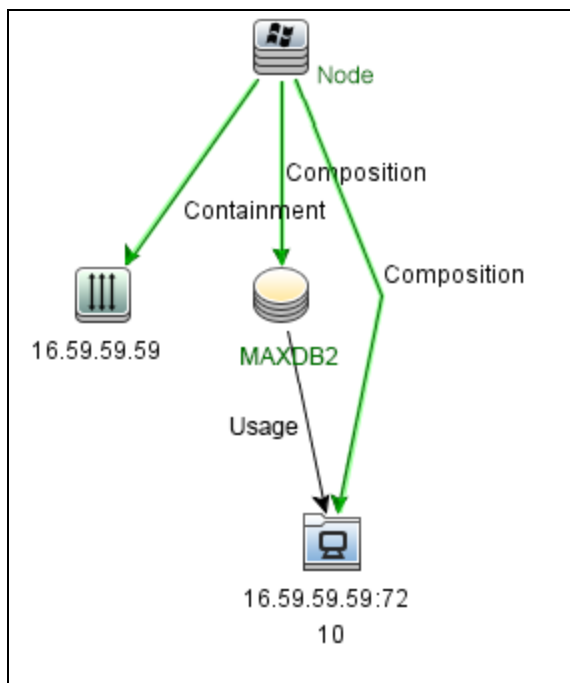 Node
Composition
Containment
Composition
16.59.59.59
MAXDB2
Usage
16.59.59.59:72
10